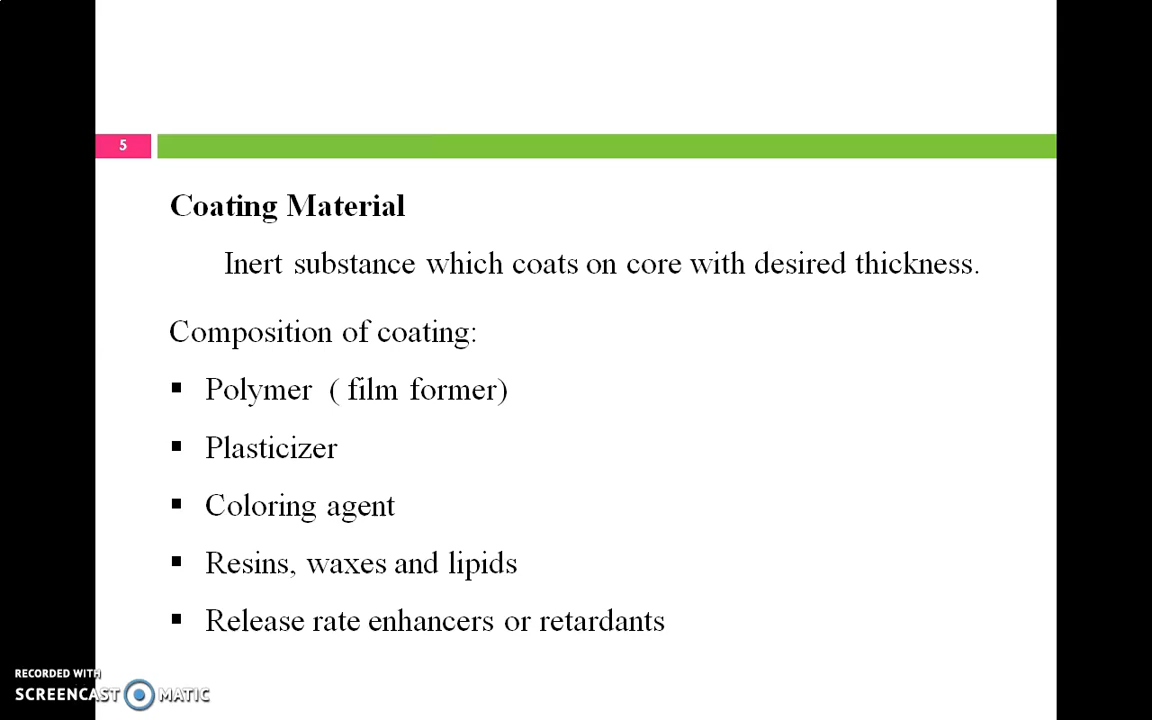 5
Coating Material
Inert substance which coats on core with desired thickness.
Composition of coating:
▪ Polymer ( film former)
▪ Plasticizer
▪ Coloring agent
▪ Resins, waxes and lipids
▪ Release rate enhancers or retardants
RECORDED WITH
SCREENCAST MATIC